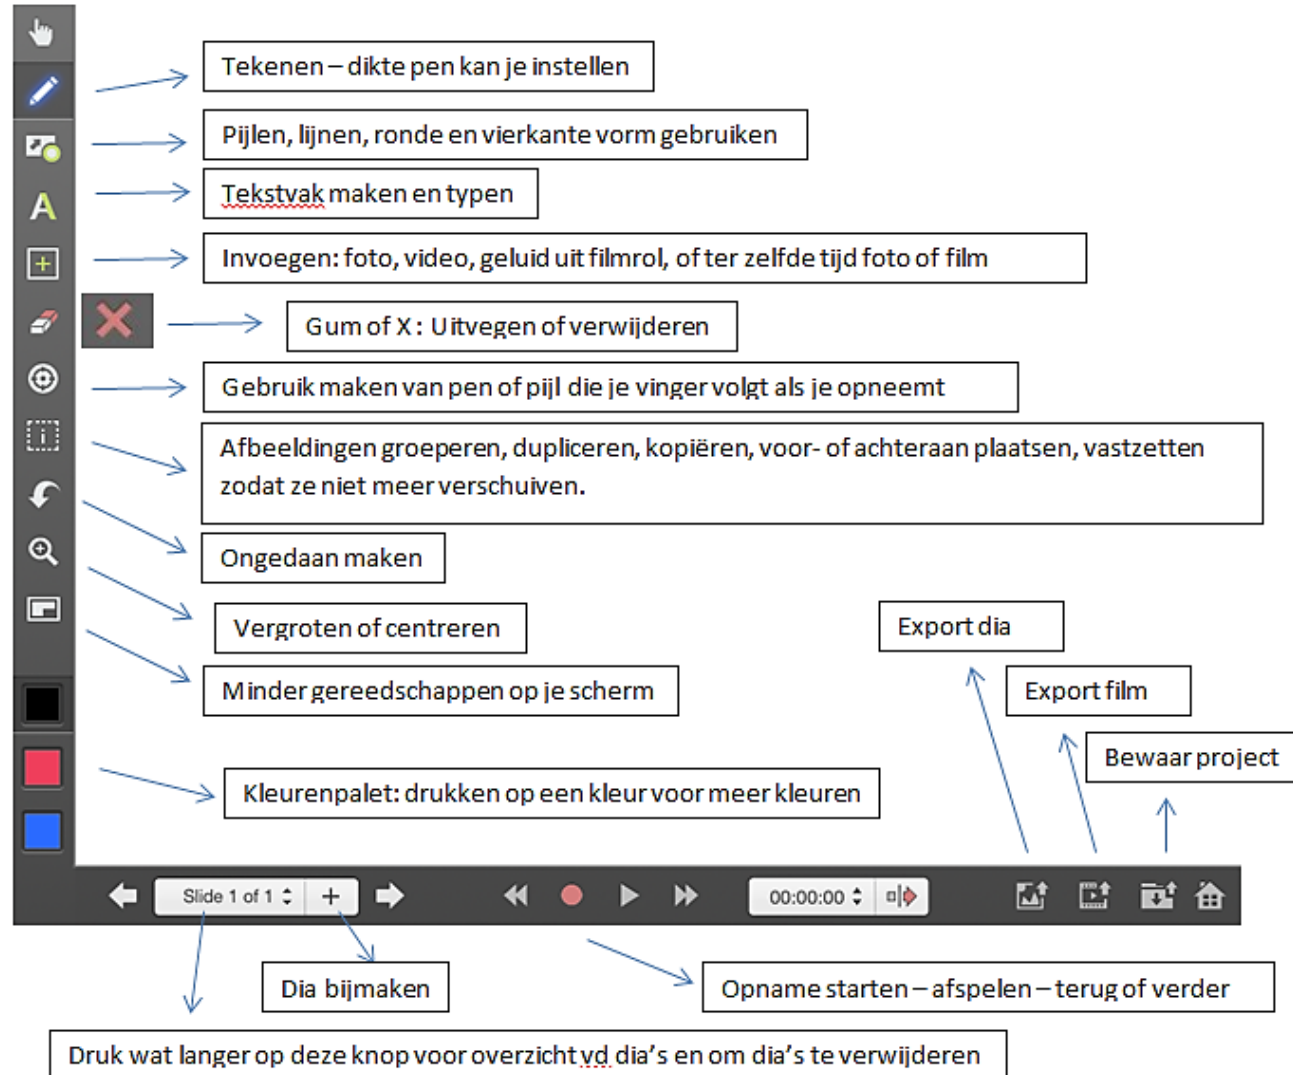 Tekenen – dikte pen kan je instellen
Pijlen, lijnen, ronde en vierkante vorm gebruiken
A
Tekstvak maken en typen
Invoegen: foto, video, geluid uit filmrol, of ter zelfde tijd foto of film
Gum of X : Uitvegen of verwijderen
Gebruik maken van pen of pijl die je vinger volgt als je opneemt
Afbeeldingen groeperen, dupliceren, kopiëren, voor- of achteraan plaatsen, vastzetten
zodat ze niet meer verschuiven.
Ongedaan maken
Vergroten of centreren
Minder gereedschappen op je scherm
Export dia
Export film
Bewaar project
Kleurenpalet: drukken op een kleur voor meer kleuren
Slide 1 of 1
+
00:00:00
Dia bijmaken
Opname starten – afspelen – terug of verder
Druk wat langer op deze knop voor overzicht vd dia's en om dia's te verwijderen